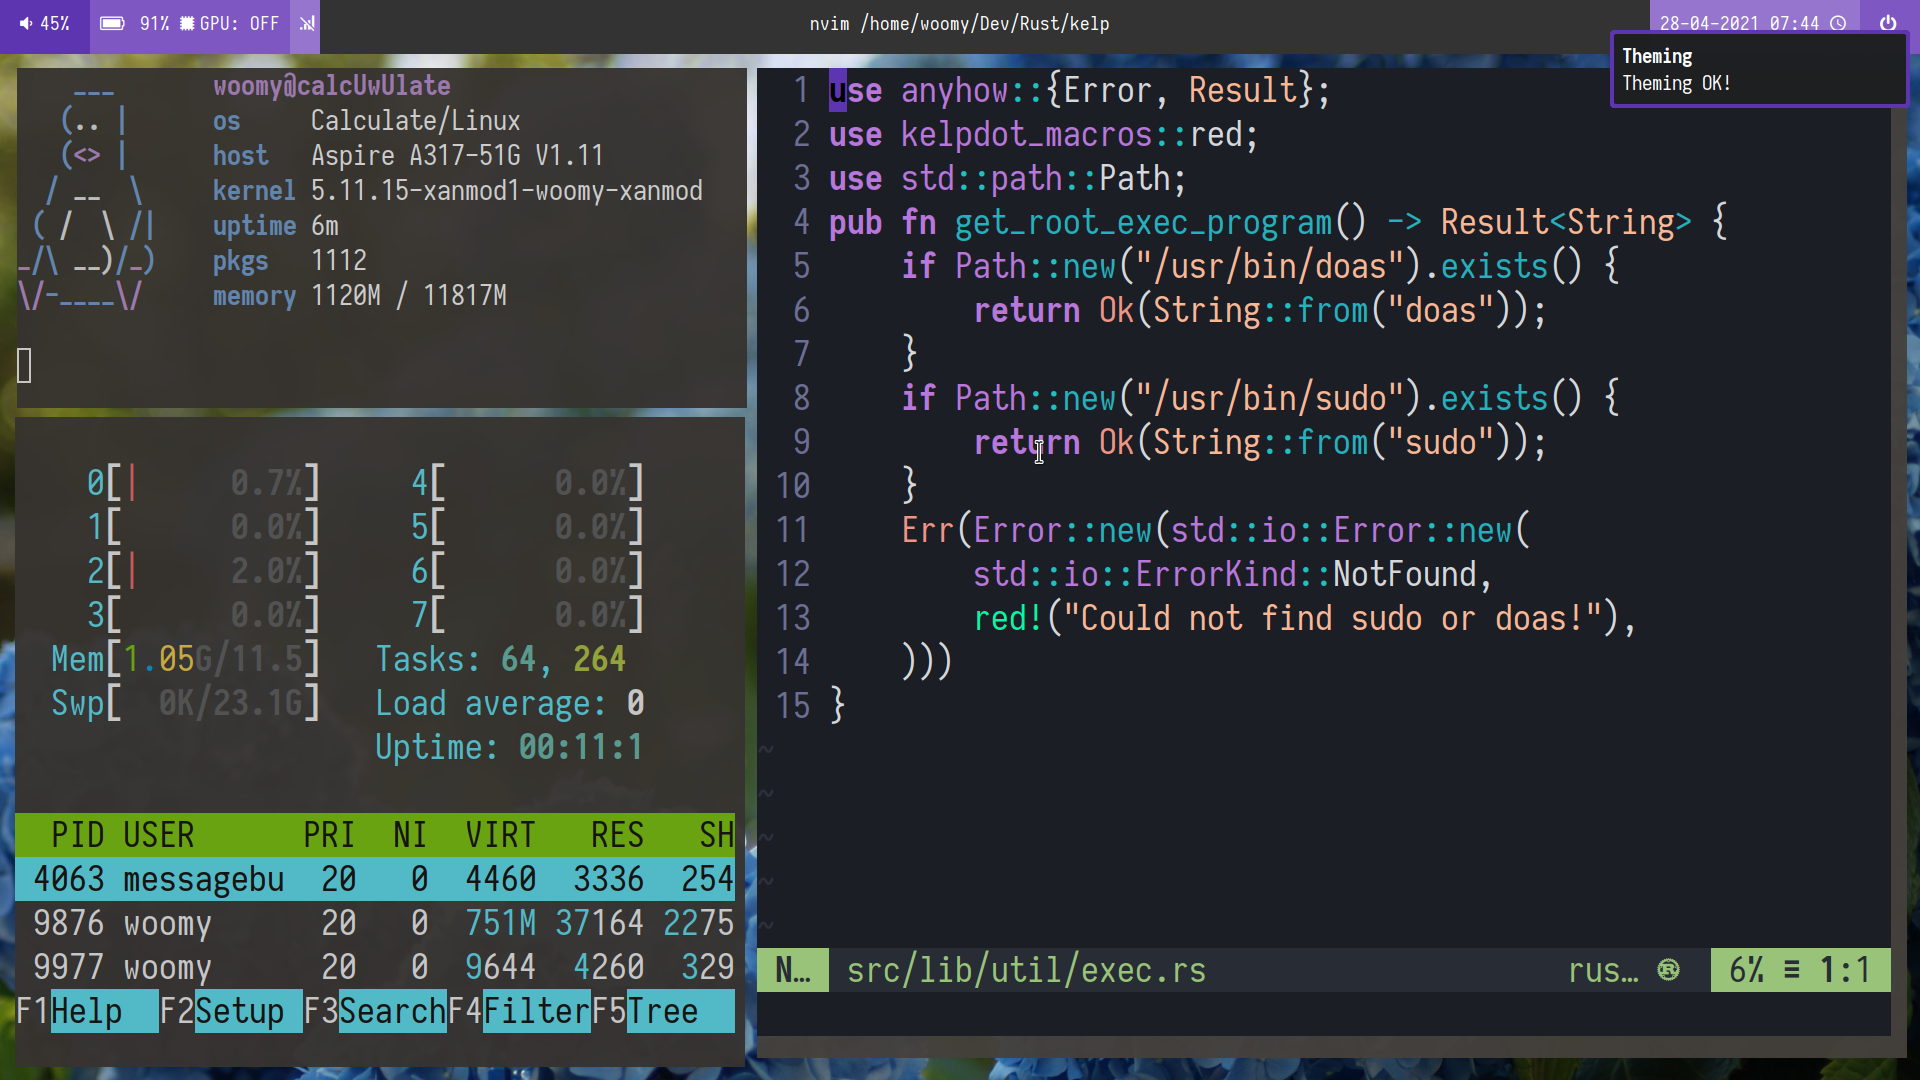 45%
91% GPU: OFF
nvim /home/woomy/Dev/Rust/kelp
28-04-2021 07:44
Theming
Theming OK!
woomy@calcUwUlate
os Calculate/Linux
host Aspire A317-51G V1.11
kernel 5.11.15-xanmod1-woomy-xanmod
uptime 6m
pkgs 1112
memory 1120M / 11817M
___
(.. |
(<> |
/ __ \
( / \ /|
_/\ __)/_)
\/-____\/
0[| 0.7%] 4[ 0.0%]
1[ 0.0%] 5[ 0.0%]
2[| 2.0%] 6[ 0.0%]
3[ 0.0%] 7[ 0.0%]
Mem[1.05G/11.5] Tasks: 64, 264
Swp[ 0K/23.1G] Load average: 0
Uptime: 00:11:1
PID USER PRI NI VIRT RES SH
4063 messagebu 20 0 4460 3336 254
9876 woomy 20 0 751M 37164 2275
9977 woomy 20 0 9644 4260 329
F1Help F2Setup F3SearchF4FilterF5Tree
1 use anyhow::{Error, Result};
2 use kelpdot_macros::red;
3 use std::path::Path;
4 pub fn get_root_exec_program() -> Result<String> {
5     if Path::new("/usr/bin/doas").exists() {
6         return Ok(String::from("doas"));
7     }
8     if Path::new("/usr/bin/sudo").exists() {
9         return Ok(String::from("sudo"));
10     }
11     Err(Error::new(std::io::Error::new(
12         std::io::ErrorKind::NotFound,
13         red!("Could not find sudo or doas!"),
14     )))
15 }
~
~
~
~
~
N… src/lib/util/exec.rs rus… 6% ≡ 1:1